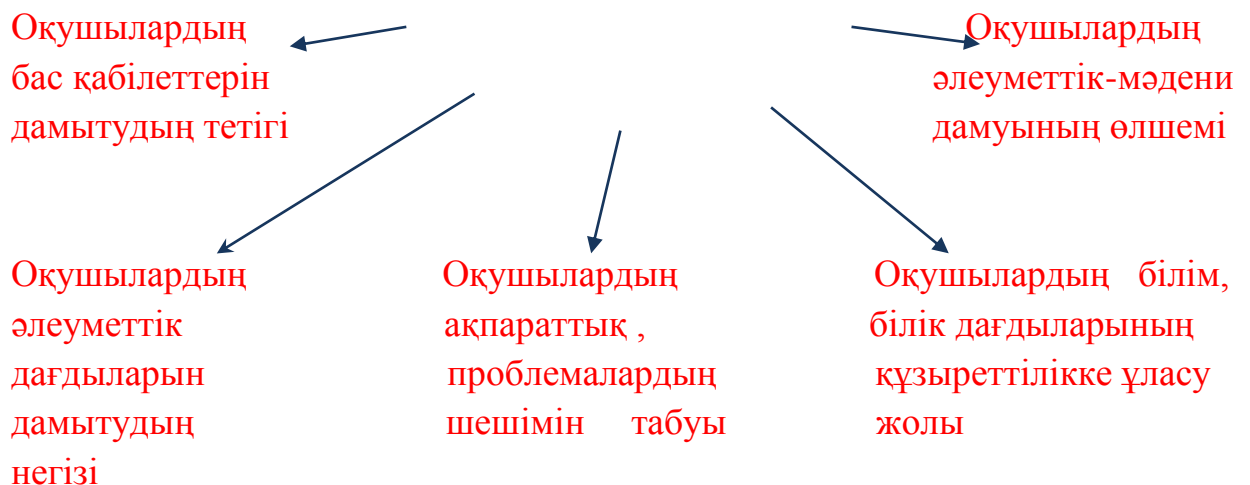 Оқушылардың
бас қабілеттерін
дамытудың тетігі
Оқушылардың
әлеуметтік-мәдени
дамуының өлшемі
Оқушылардың
әлеуметтік
дағдыларын
дамытудың
негізі
Оқушылардың
ақпараттық ,
проблемалардың
шешімін табуы
Оқушылардың білім,
білік дағдыларының
құзыреттілікке ұласу
жолы